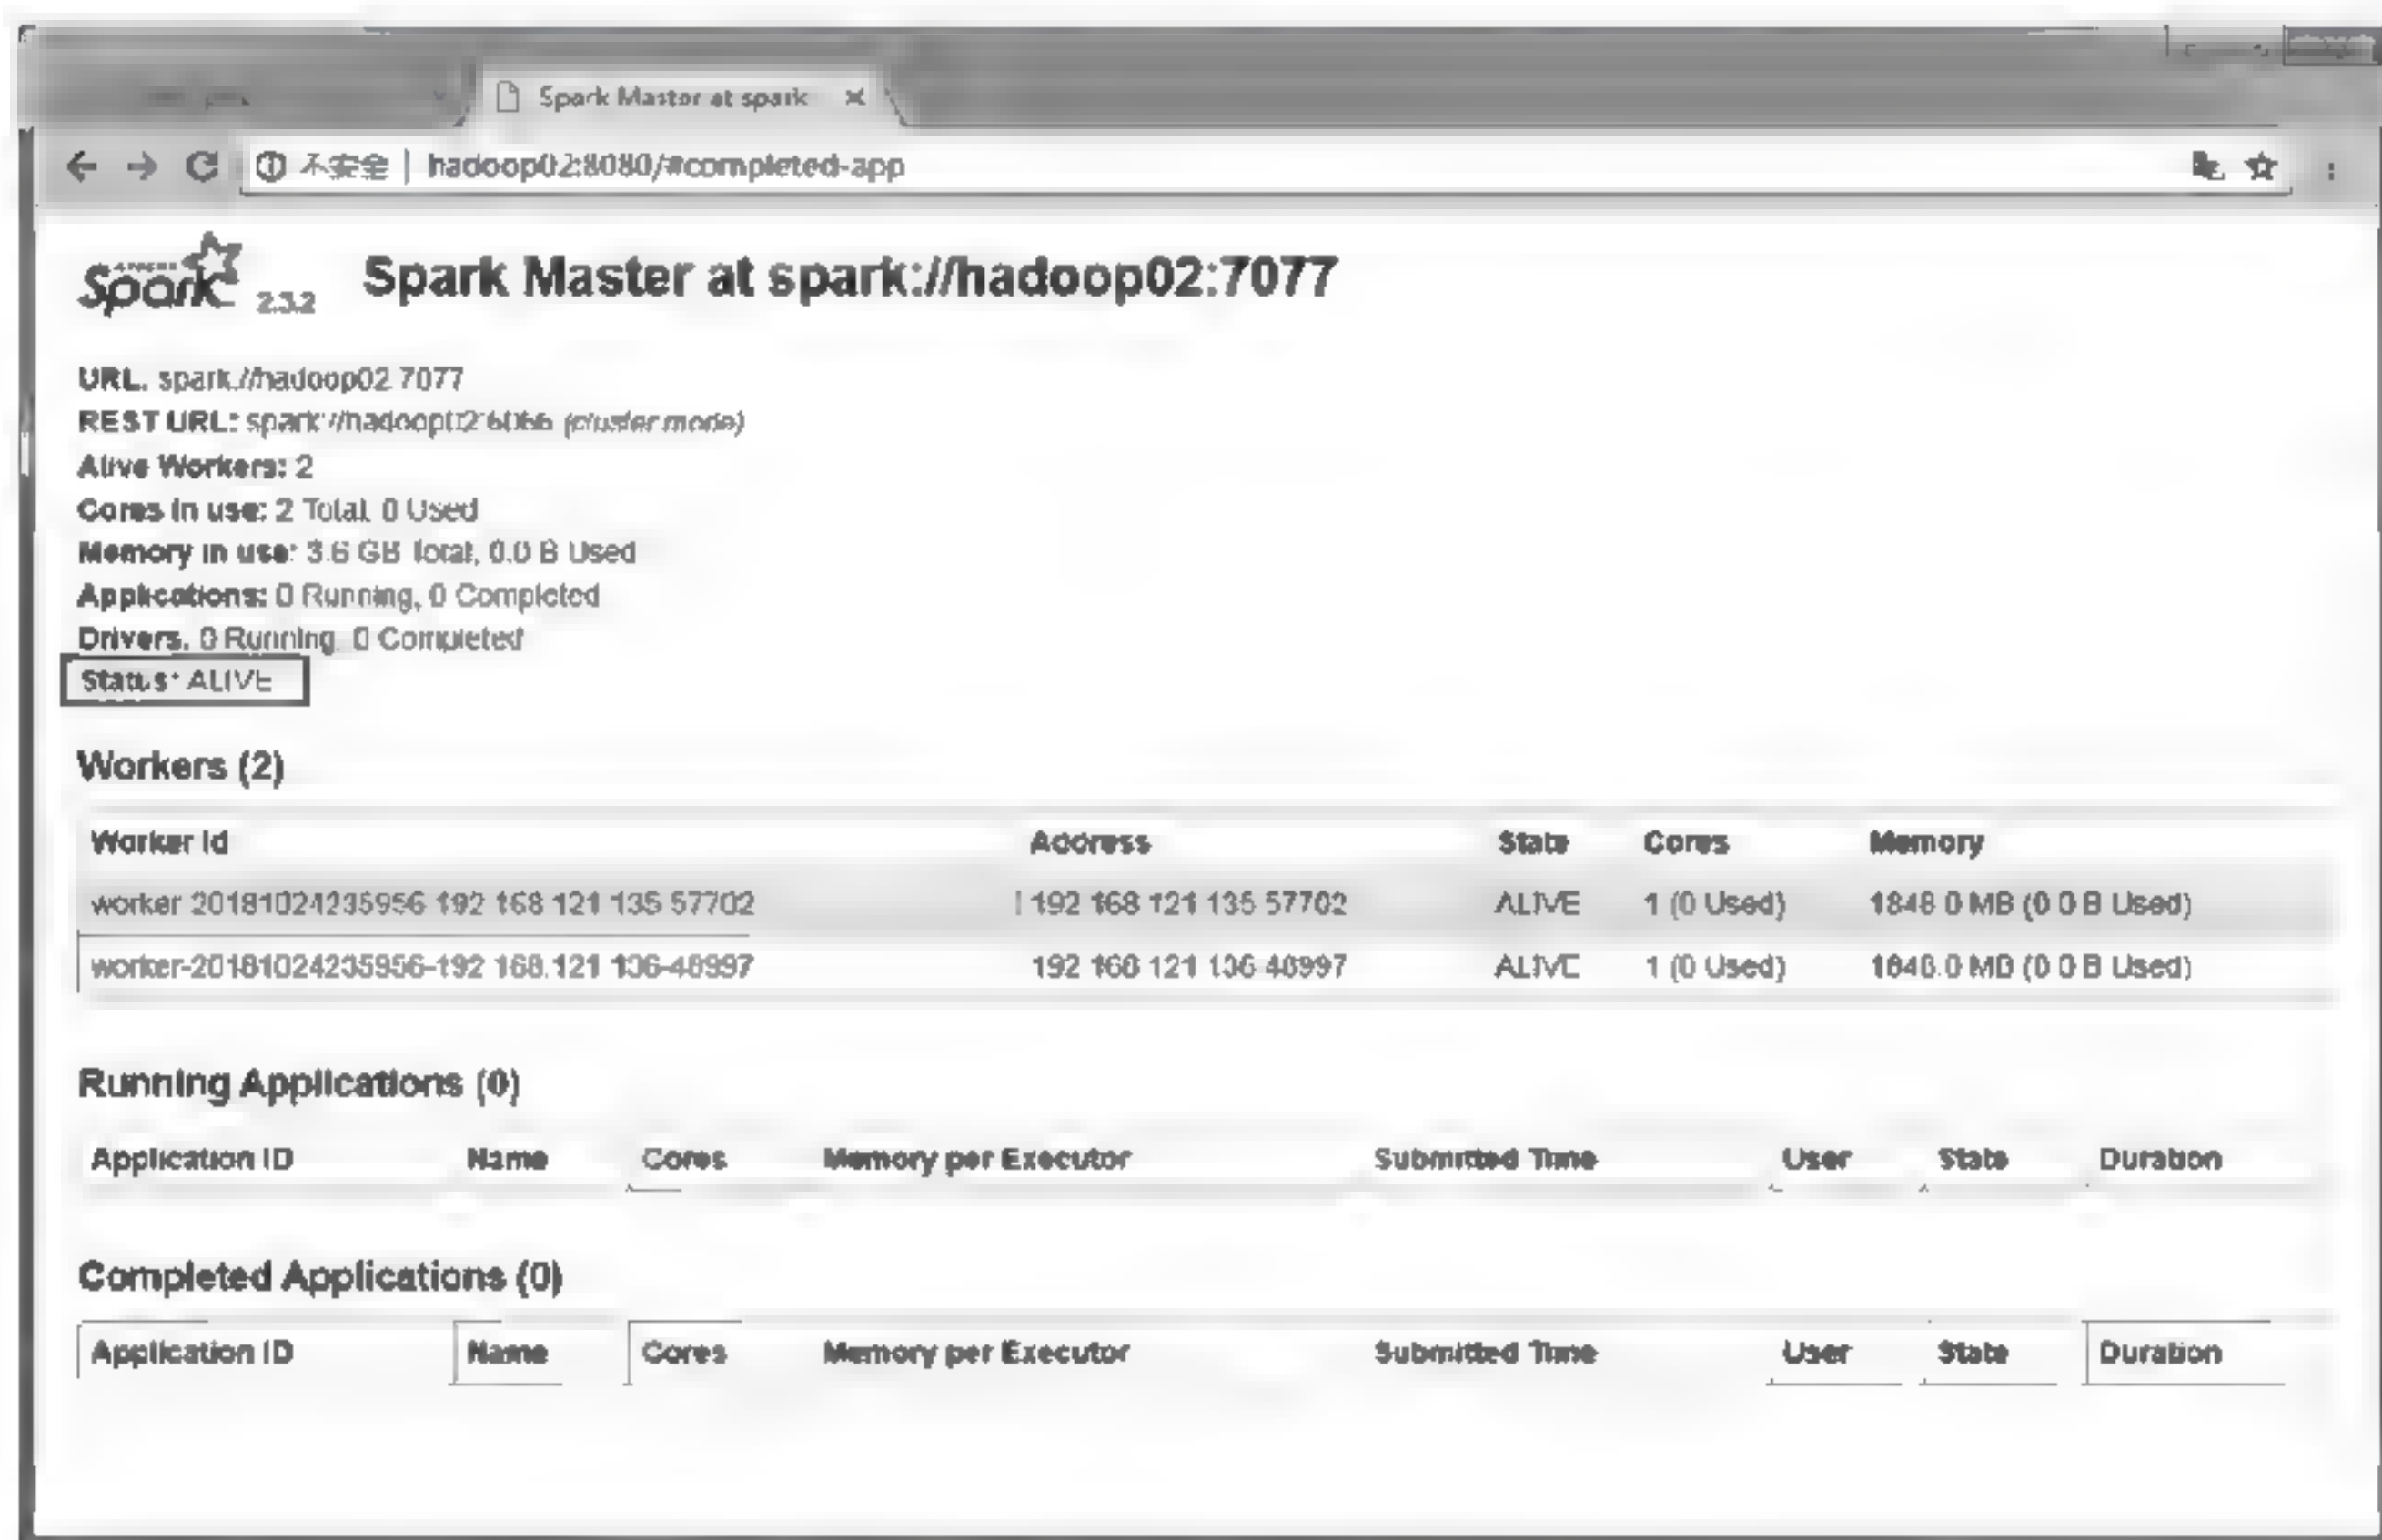 Spark Master at spark
不安全 | hadoop02:8080/#completed-app
APACHE Spark 2.3.2 Spark Master at spark://hadoop02:7077
URL: spark://hadoop02:7077
REST URL: spark://hadoop02:6066 (cluster mode)
Alive Workers: 2
Cores in use: 2 Total, 0 Used
Memory in use: 3.6 GB Total, 0.0 B Used
Applications: 0 Running, 0 Completed
Drivers: 0 Running, 0 Completed
Status: ALIVE
Workers (2)
Worker Id Address State Cores Memory
worker-20181024235956-192.168.121.135-57702 192.168.121.135:57702 ALIVE 1 (0 Used) 1848.0 MB (0.0 B Used)
worker-20181024235956-192.168.121.136-48997 192.168.121.136:48997 ALIVE 1 (0 Used) 1848.0 MB (0.0 B Used)
Running Applications (0)
Application ID Name Cores Memory per Executor Submitted Time User State Duration
Completed Applications (0)
Application ID Name Cores Memory per Executor Submitted Time User State Duration